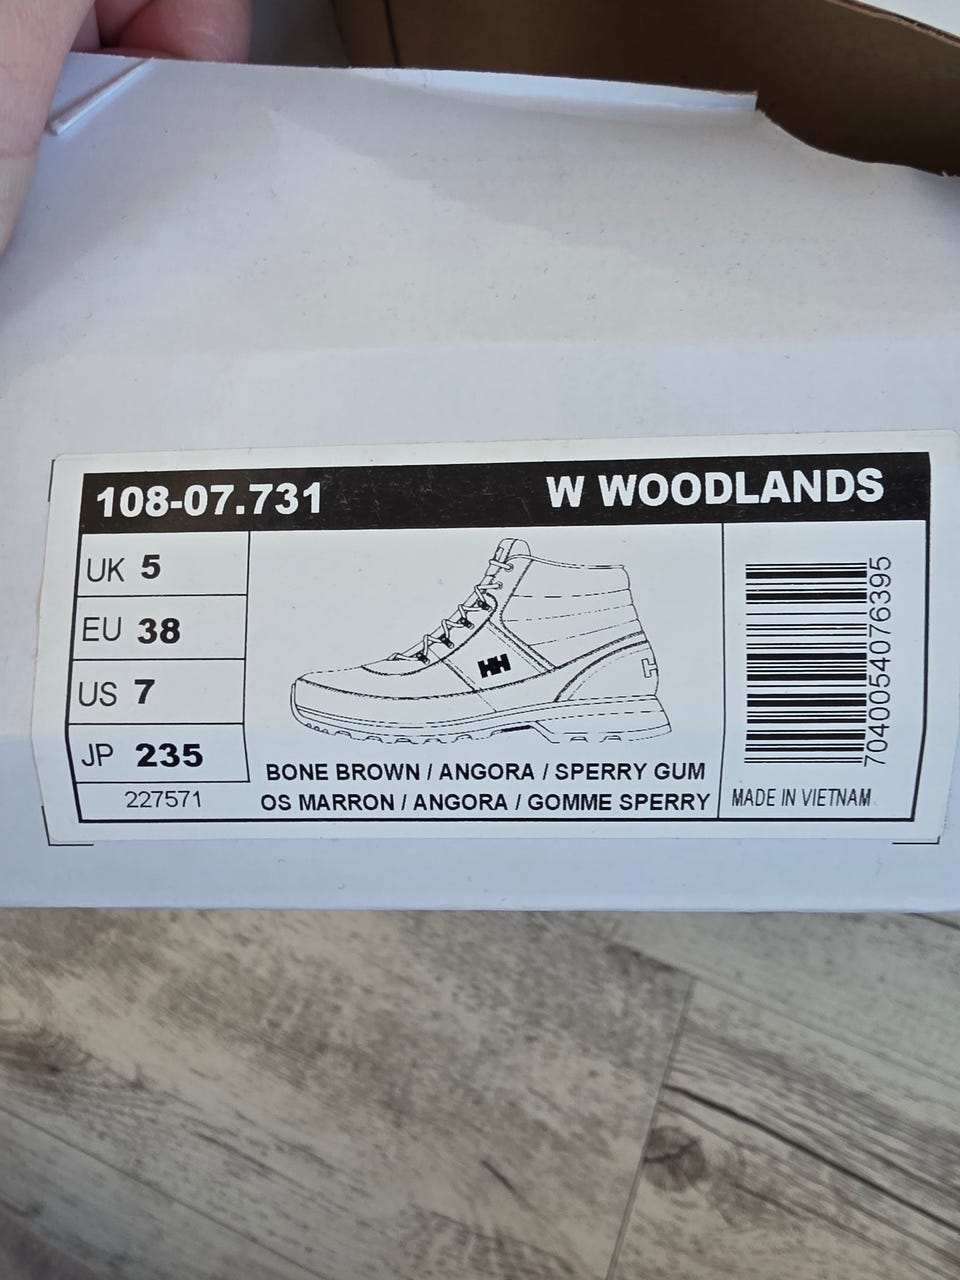 108-07.731 W WOODLANDS
UK 5
EU 38
US 7
JP 235
227571
HH
H
BONE BROWN / ANGORA / SPERRY GUM
OS MARRON / ANGORA / GOMME SPERRY
7040054076395
MADE IN VIETNAM